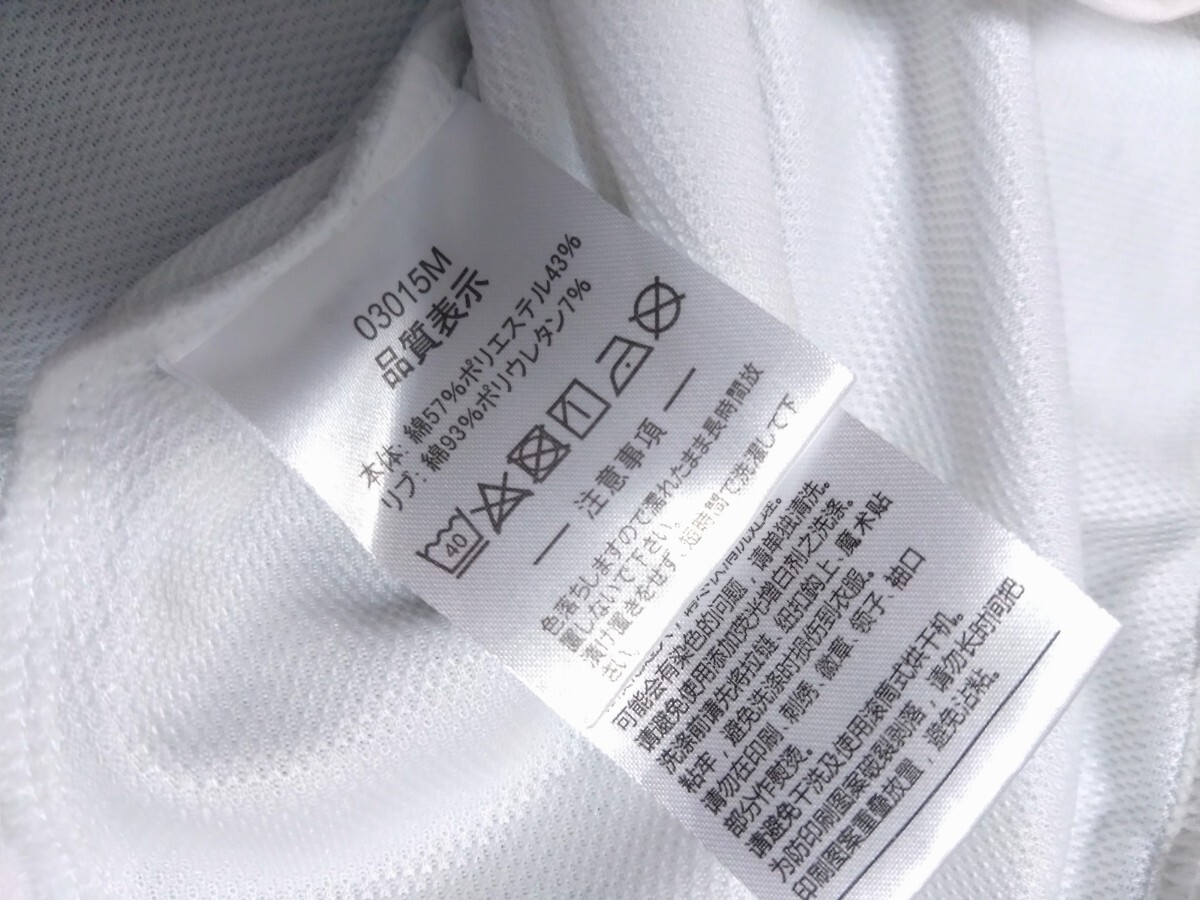 03015M
品質表示
本体: 綿57%ポリエステル43%
リブ: 綿93%ポリウレタン7%
40
— 注意事項 —
色落ちしますので濡れたまま長時間放
置しないで下さい。
漬け置きをせず、短時間で洗濯して下
さい。
可能会有染色的问题，请单独清洗。
请避免使用添加荧光增白剂之洗涤。
洗涤前请先将拉链、纽扣钩上、魔术贴
粘牢，避免洗涤时损伤到衣服。
请勿在印刷，刺绣，徽章，领子、袖口
部分作熨烫。
请避免干洗及使用滚筒式烘干机。
为防印刷图案皲裂剥落，请勿长时间把
印刷图案重叠放置，避免沾粘。